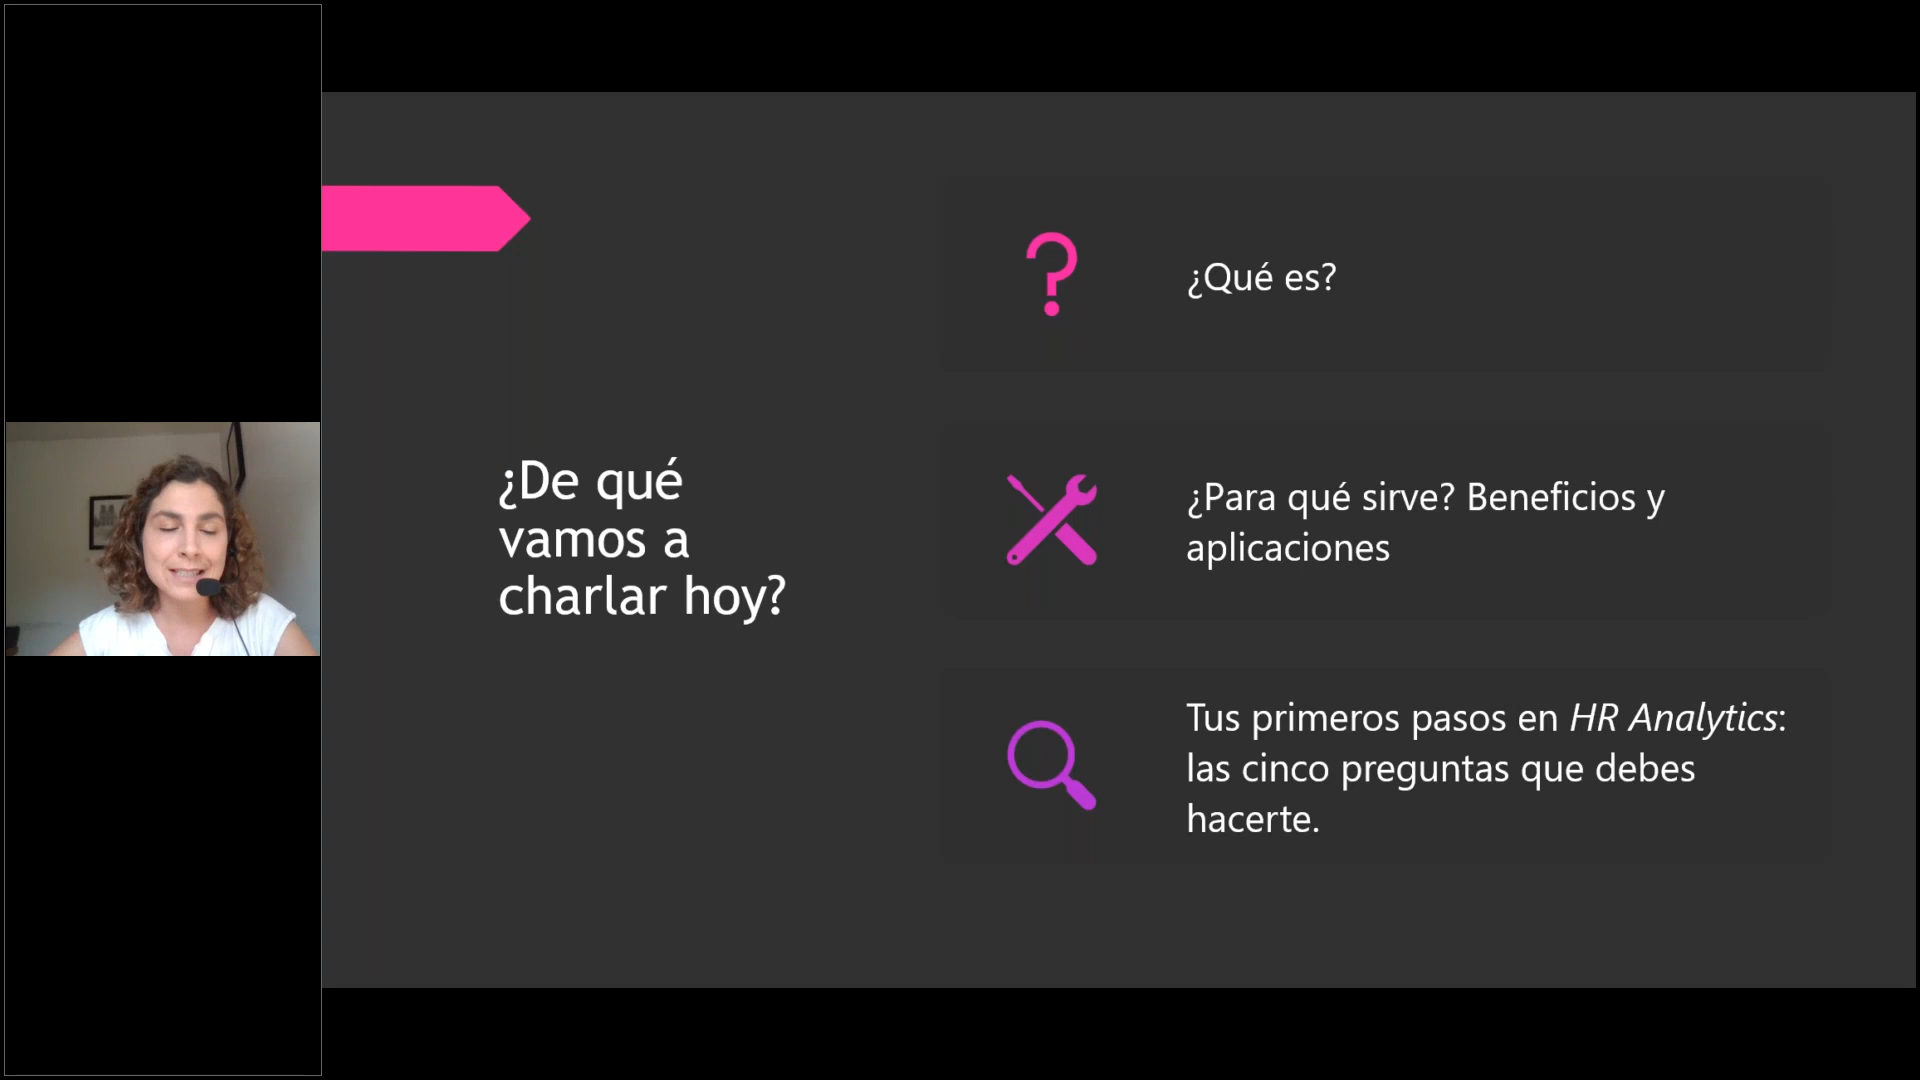 ¿De qué
vamos a
charlar hoy?
¿Qué es?
¿Para qué sirve? Beneficios y
aplicaciones
Tus primeros pasos en HR Analytics:
las cinco preguntas que debes
hacerte.